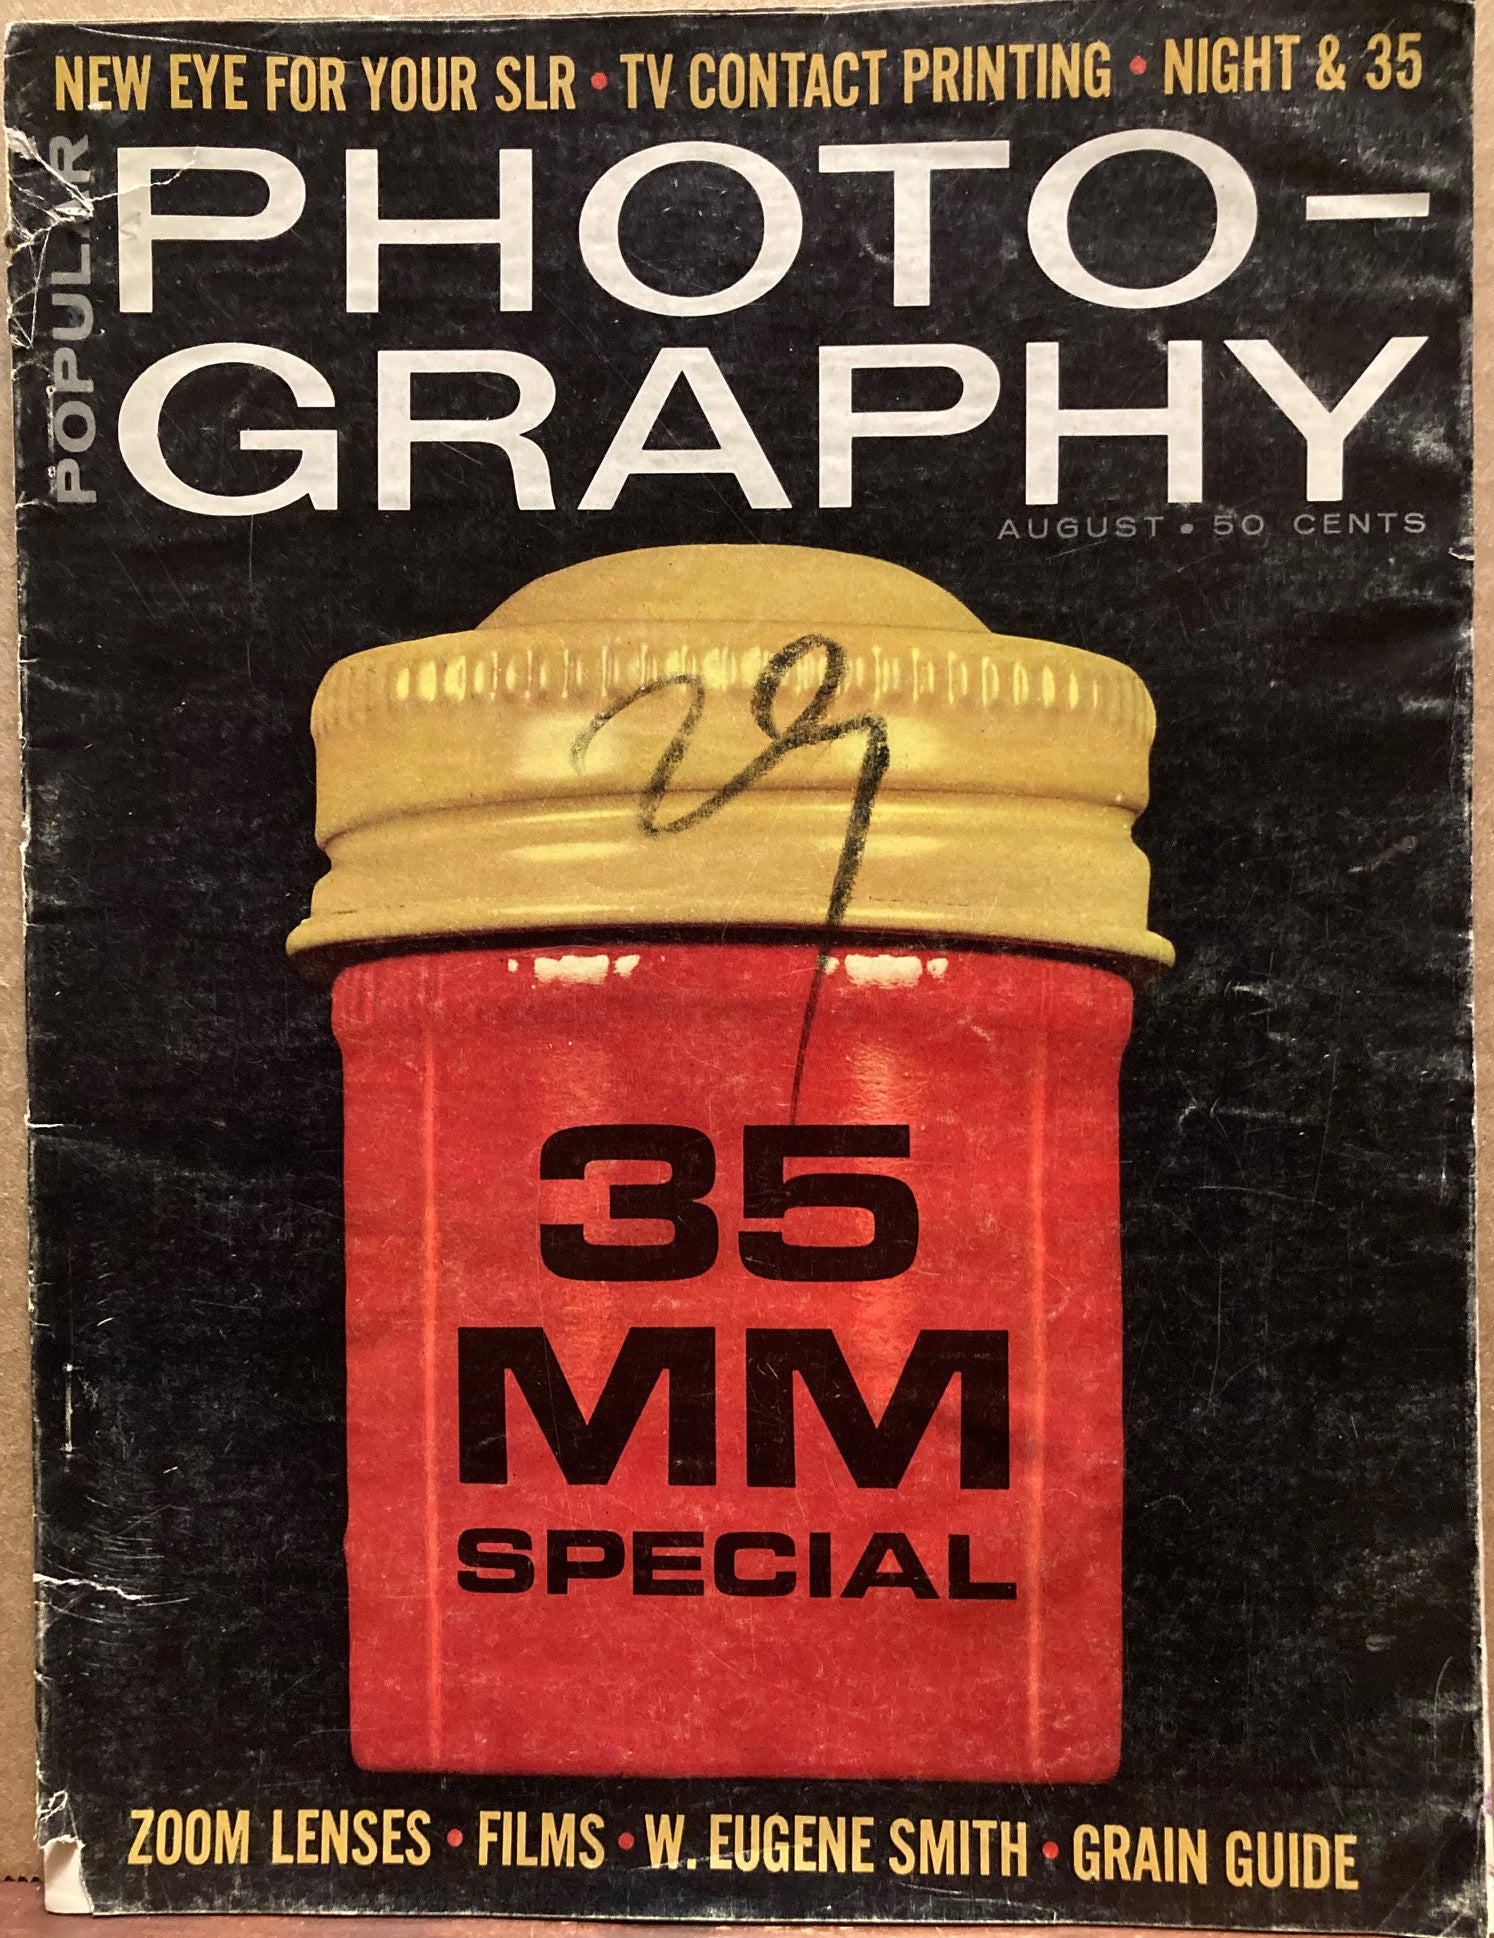 NEW EYE FOR YOUR SLR • TV CONTACT PRINTING • NIGHT & 35
POPULAR
PHOTO-
GRAPHY
AUGUST • 50 CENTS
35
MM
SPECIAL
ZOOM LENSES • FILMS • W. EUGENE SMITH • GRAIN GUIDE